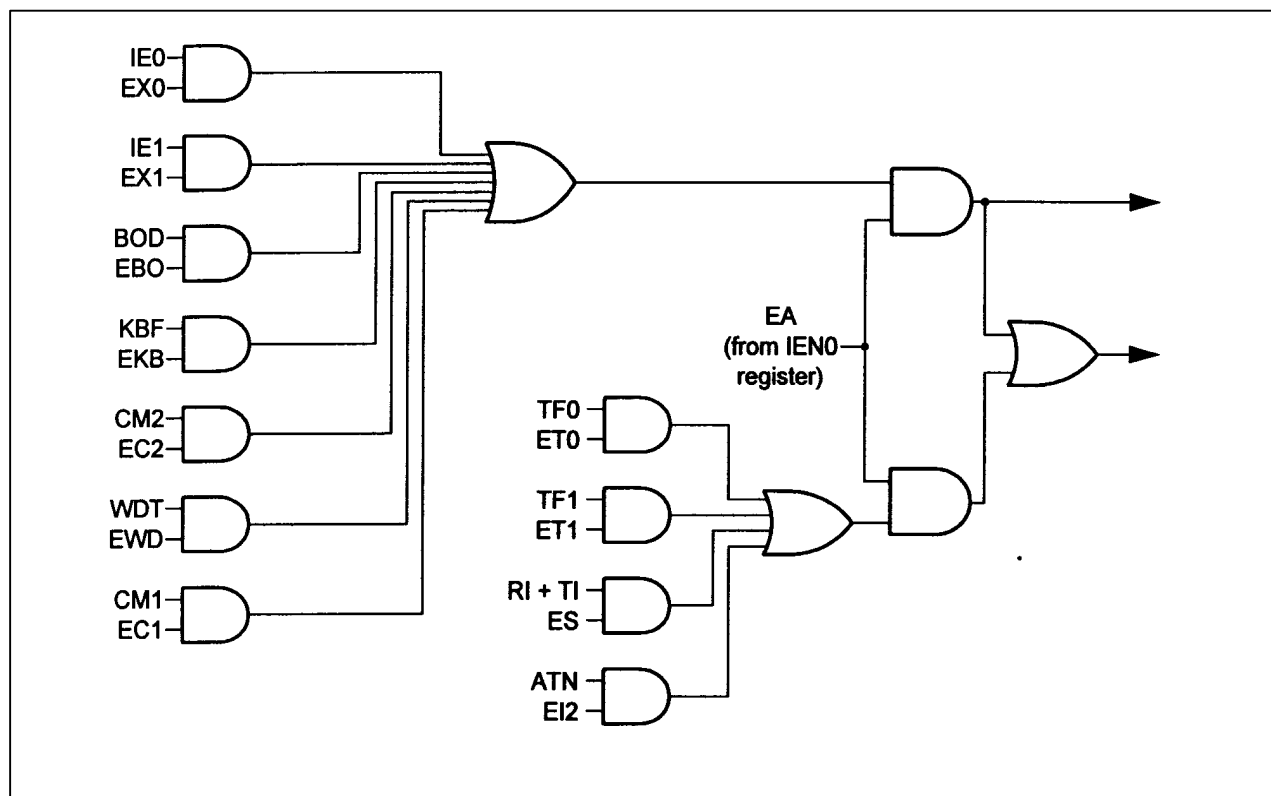 IE0
EX0
IE1
EX1
BOD
EBO
KBF
EKB
CM2
EC2
WDT
EWD
CM1
EC1
EA
(from IEN0
register)
TF0
ET0
TF1
ET1
RI + TI
ES
ATN
EI2